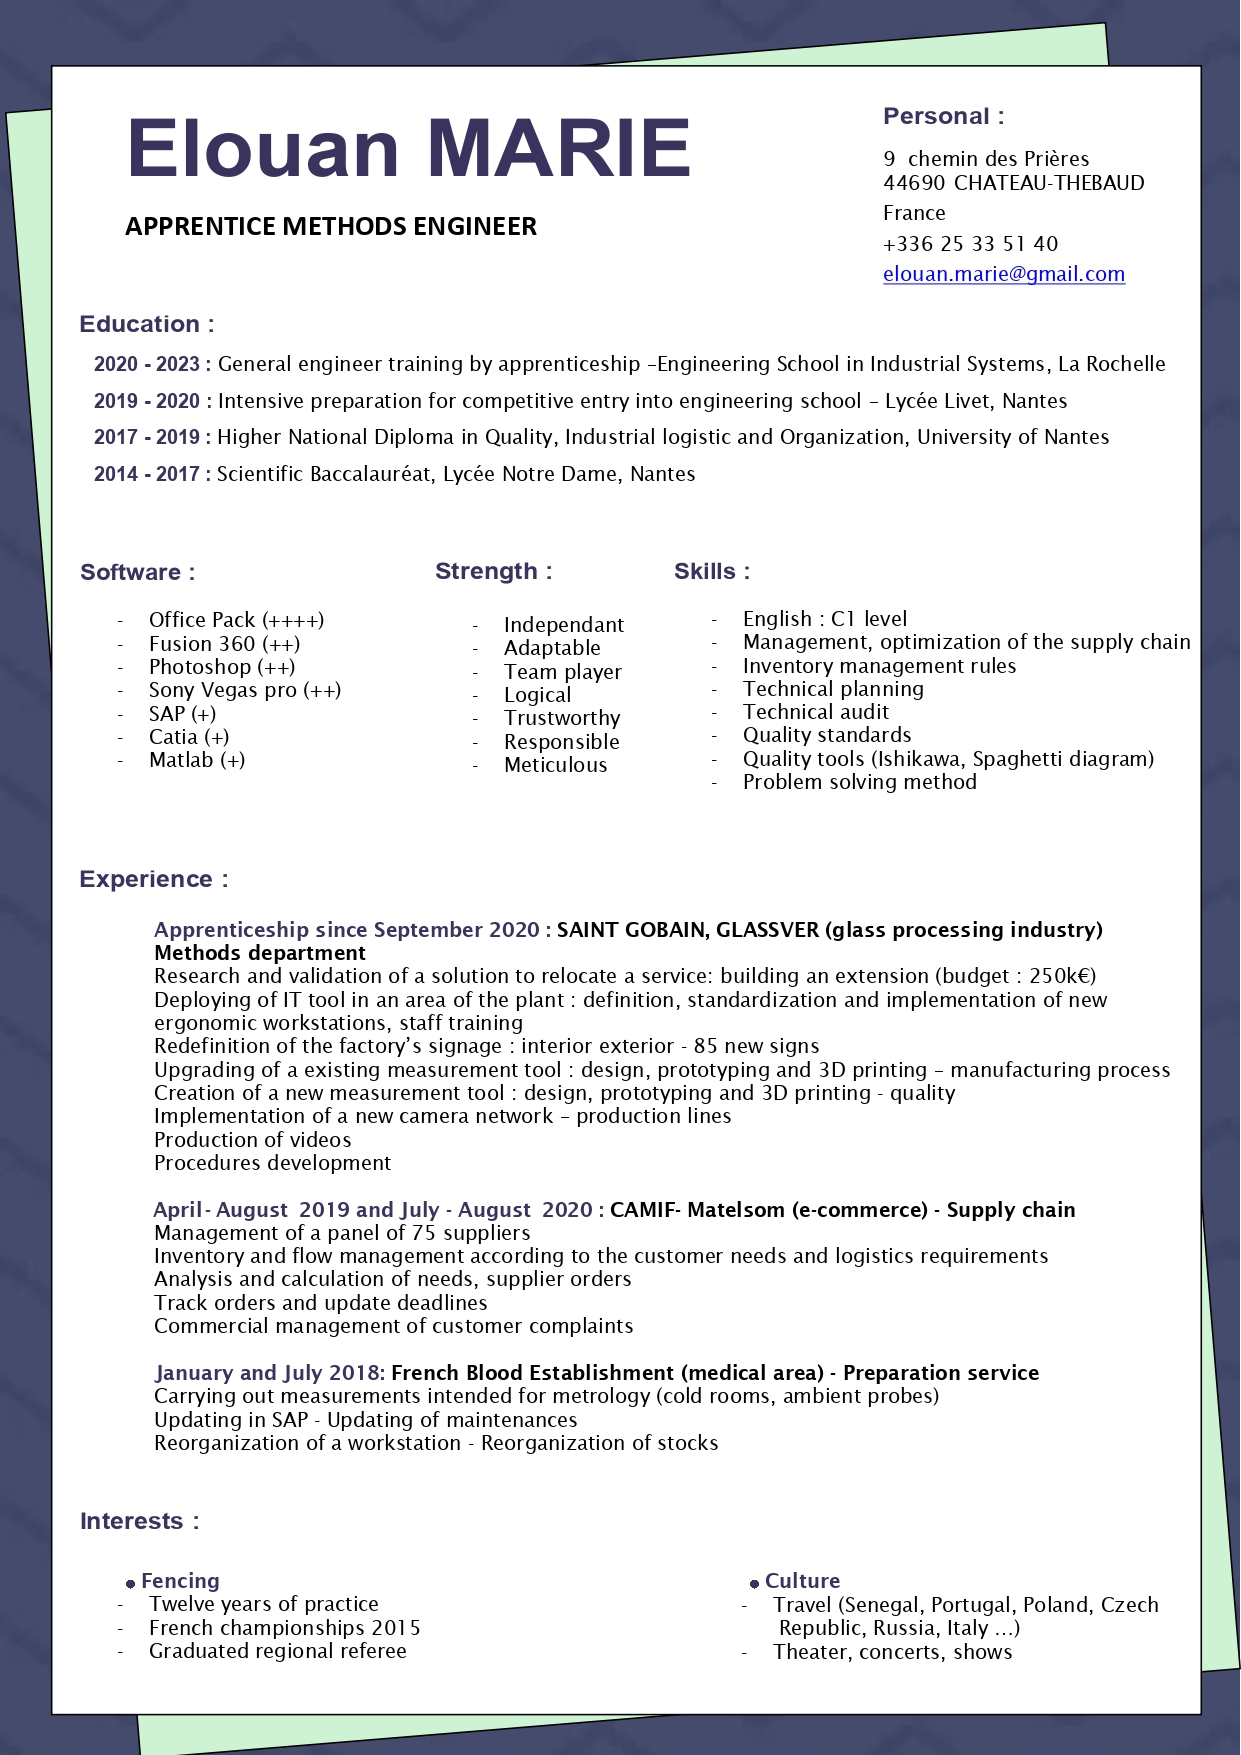 Elouan MARIE
APPRENTICE METHODS ENGINEER
Personal :
9  chemin des Prières
44690 CHATEAU-THEBAUD
France
+336 25 33 51 40
elouan.marie@gmail.com
Education :
2020 - 2023 : General engineer training by apprenticeship –Engineering School in Industrial Systems, La Rochelle
2019 - 2020 : Intensive preparation for competitive entry into engineering school – Lycée Livet, Nantes
2017 - 2019 : Higher National Diploma in Quality, Industrial logistic and Organization, University of Nantes
2014 - 2017 : Scientific Baccalauréat, Lycée Notre Dame, Nantes
Software :
- Office Pack (++++)
- Fusion 360 (++)
- Photoshop (++)
- Sony Vegas pro (++)
- SAP (+)
- Catia (+)
- Matlab (+)
Strength :
- Independant
- Adaptable
- Team player
- Logical
- Trustworthy
- Responsible
- Meticulous
Skills :
- English : C1 level
- Management, optimization of the supply chain
- Inventory management rules
- Technical planning
- Technical audit
- Quality standards
- Quality tools (Ishikawa, Spaghetti diagram)
- Problem solving method
Experience :
Apprenticeship since September 2020 : SAINT GOBAIN, GLASSVER (glass processing industry)
Methods department
Research and validation of a solution to relocate a service: building an extension (budget : 250k€)
Deploying of IT tool in an area of the plant : definition, standardization and implementation of new
ergonomic workstations, staff training
Redefinition of the factory’s signage : interior exterior - 85 new signs
Upgrading of a existing measurement tool : design, prototyping and 3D printing – manufacturing process
Creation of a new measurement tool : design, prototyping and 3D printing - quality
Implementation of a new camera network – production lines
Production of videos
Procedures development
April- August  2019 and July - August  2020 : CAMIF- Matelsom (e-commerce) - Supply chain
Management of a panel of 75 suppliers
Inventory and flow management according to the customer needs and logistics requirements
Analysis and calculation of needs, supplier orders
Track orders and update deadlines
Commercial management of customer complaints
January and July 2018: French Blood Establishment (medical area) - Preparation service
Carrying out measurements intended for metrology (cold rooms, ambient probes)
Updating in SAP - Updating of maintenances
Reorganization of a workstation - Reorganization of stocks
Interests :
● Fencing
- Twelve years of practice
- French championships 2015
- Graduated regional referee
● Culture
- Travel (Senegal, Portugal, Poland, Czech
Republic, Russia, Italy …)
- Theater, concerts, shows